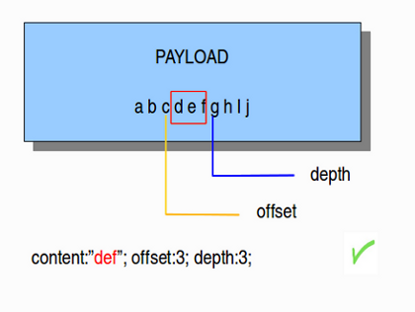 PAYLOAD
a b c d e f g h I j
depth
offset
content:”def”; offset:3; depth:3;